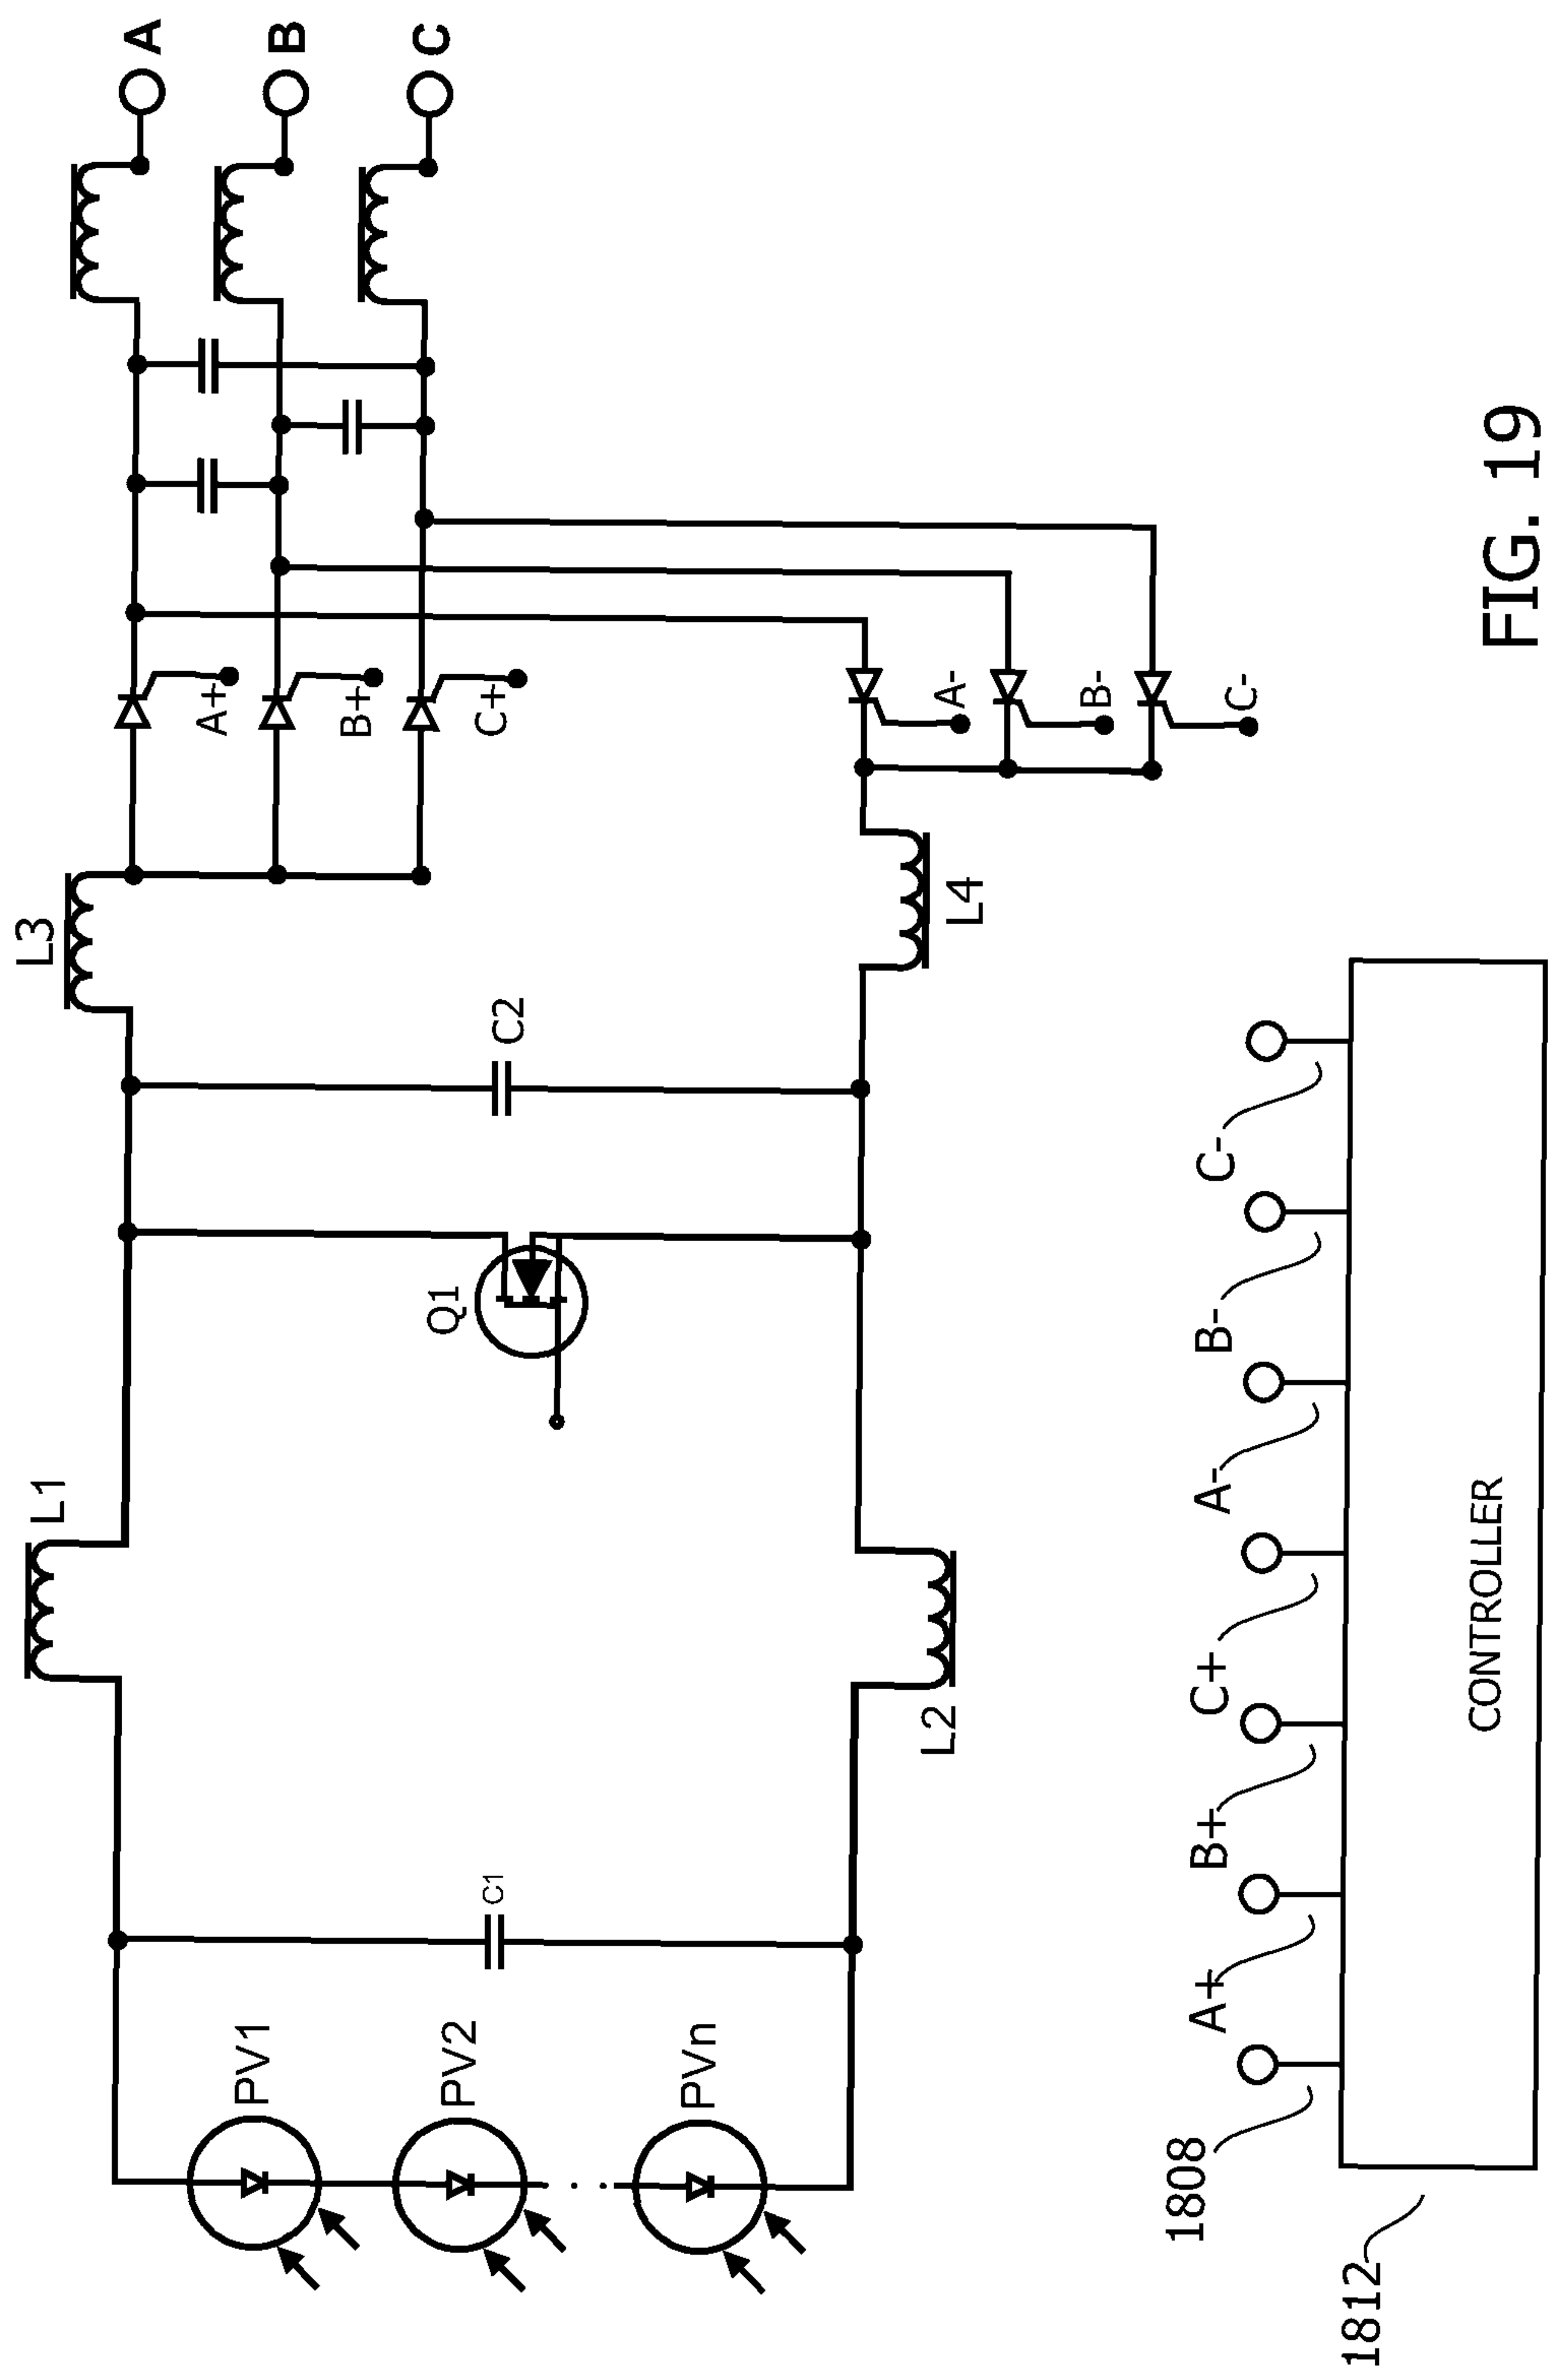 L1
L3
A
B
C
A+
B+
C+
PV1
PV2
PVn
C1
Q1
C2
L2
L4
A-
B-
C-
1808
A+
B+
C+
A-
B-
C-
1812
CONTROLLER
FIG. 19